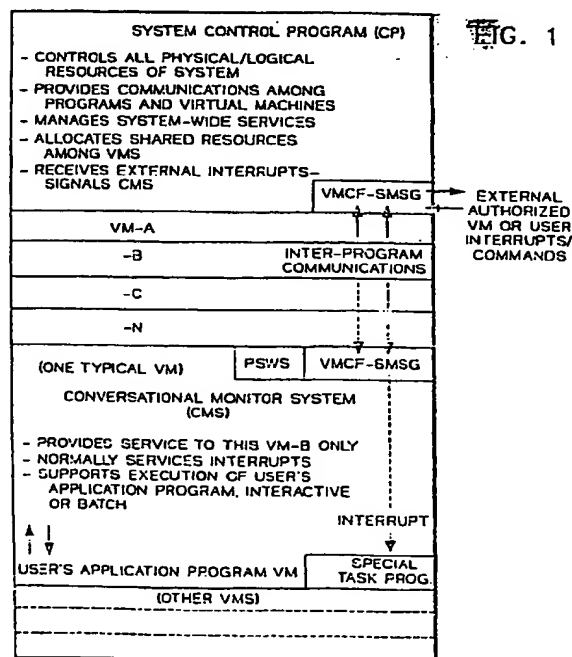 SYSTEM CONTROL PROGRAM (CP)
FIG. 1
- CONTROLS ALL PHYSICAL/LOGICAL
RESOURCES OF SYSTEM
- PROVIDES COMMUNICATIONS AMONG
PROGRAMS AND VIRTUAL MACHINES
- MANAGES SYSTEM-WIDE SERVICES
- ALLOCATES SHARED RESOURCES
AMONG VMS
- RECEIVES EXTERNAL INTERRUPTS-
SIGNALS CMS
VMCF-SMSG
EXTERNAL
AUTHORIZED
VM OR USER
INTERRUPTS/
COMMANDS
VM-A
-B
INTER-PROGRAM
COMMUNICATIONS
-C
-N
(ONE TYPICAL VM)
PSWS
VMCF-SMSG
CONVERSATIONAL MONITOR SYSTEM
(CMS)
- PROVIDES SERVICE TO THIS VM-B ONLY
- NORMALLY SERVICES INTERRUPTS
- SUPPORTS EXECUTION OF USER'S
APPLICATION PROGRAM, INTERACTIVE
OR BATCH
INTERRUPT
USER'S APPLICATION PROGRAM VM
SPECIAL
TASK PROG.
(OTHER VMS)